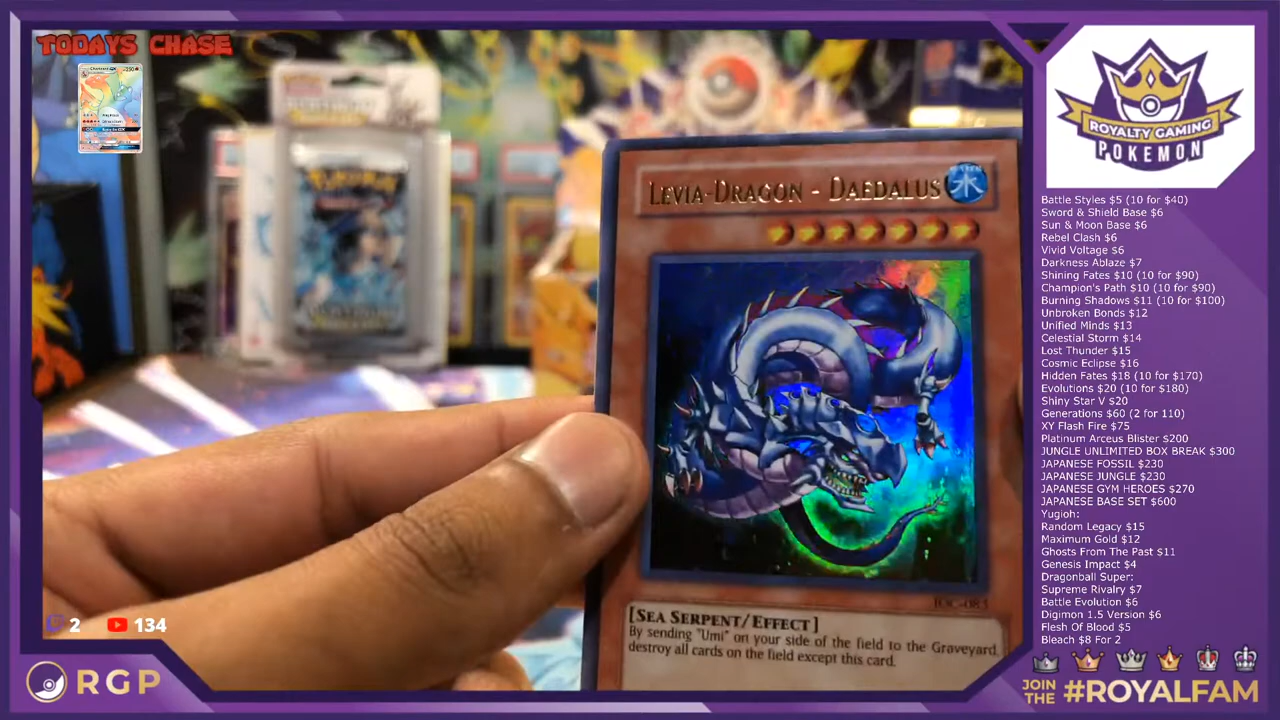 TODAYS CHASE
LEVIA-DRAGON - DAEDALUS
水
IOC-083
[SEA SERPENT/EFFECT]
By sending "Umi" on your side of the field to the Graveyard,
destroy all cards on the field except this card.
2
134
RGP
ROYALTY GAMING
POKEMON
Battle Styles $5 (10 for $40)
Sword & Shield Base $6
Sun & Moon Base $6
Rebel Clash $6
Vivid Voltage $6
Darkness Ablaze $7
Shining Fates $10 (10 for $90)
Champion's Path $10 (10 for $90)
Burning Shadows $11 (10 for $100)
Unbroken Bonds $12
Unified Minds $13
Celestial Storm $14
Lost Thunder $15
Cosmic Eclipse $16
Hidden Fates $18 (10 for $170)
Evolutions $20 (10 for $180)
Shiny Star V $20
Generations $60 (2 for 110)
XY Flash Fire $75
Platinum Arceus Blister $200
JUNGLE UNLIMITED BOX BREAK $300
JAPANESE FOSSIL $230
JAPANESE JUNGLE $230
JAPANESE GYM HEROES $270
JAPANESE BASE SET $600
Yugioh:
Random Legacy $15
Maximum Gold $12
Ghosts From The Past $11
Genesis Impact $4
Dragonball Super:
Supreme Rivalry $7
Battle Evolution $6
Digimon 1.5 Version $6
Flesh Of Blood $5
Bleach $8 For 2
JOIN
THE #ROYALFAM